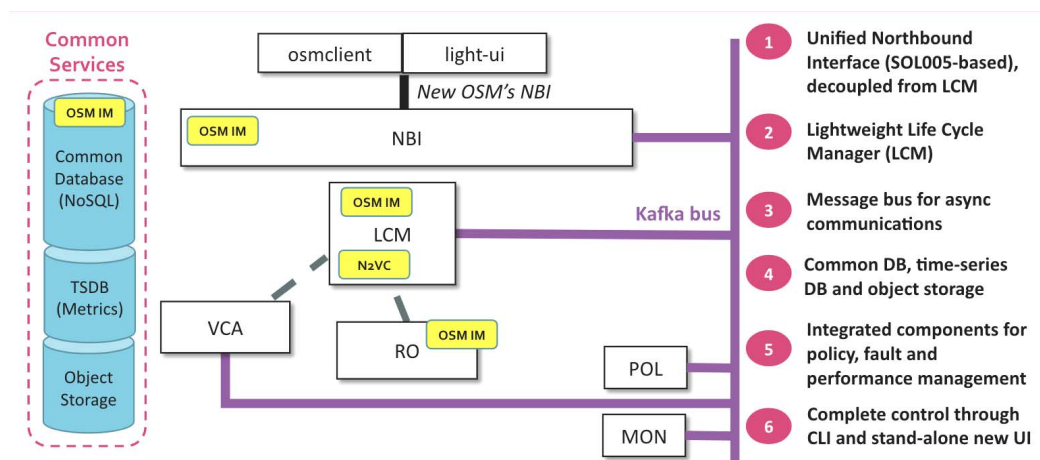 Common
Services
OSM IM
Common
Database
(NoSQL)
TSDB
(Metrics)
Object
Storage
osmclient
light-ui
New OSM's NBI
OSM IM
NBI
OSM IM
LCM
N2VC
Kafka bus
VCA
OSM IM
RO
POL
MON
1
Unified Northbound
Interface (SOL005-based),
decoupled from LCM
2
Lightweight Life Cycle
Manager (LCM)
3
Message bus for async
communications
4
Common DB, time-series
DB and object storage
5
Integrated components for
policy, fault and
performance management
6
Complete control through
CLI and stand-alone new UI